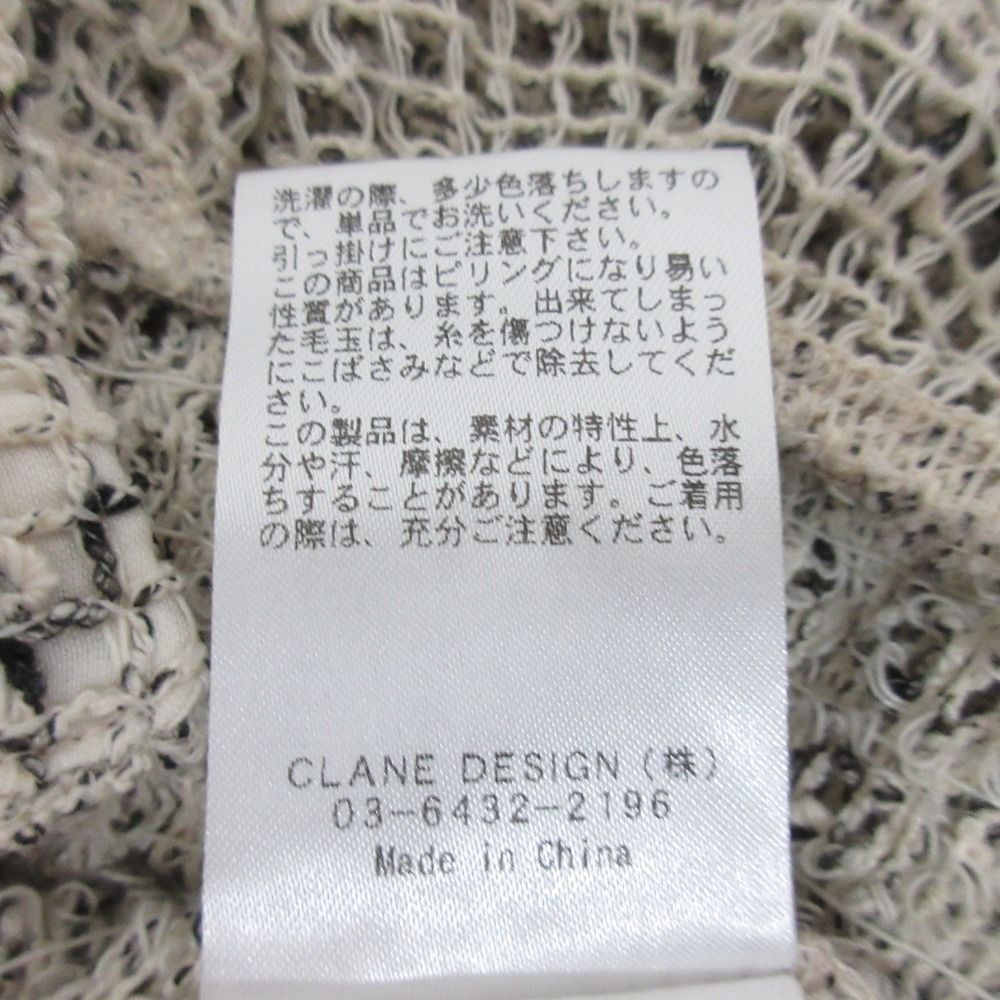 洗濯の際、多少色落ちしますの
で、単品でお洗いください。
引っ掛けにご注意下さい。
この商品はピリングになり易い
性質があります。出来てしまっ
た毛玉は、糸を傷つけないよう
にこばさみなどで除去してくだ
さい。
この製品は、素材の特性上、水
分や汗、摩擦などにより、色落
ちすることがあります。ご着用
の際は、充分ご注意ください。
CLANE DESIGN (株)
03-6432-2196
Made in China